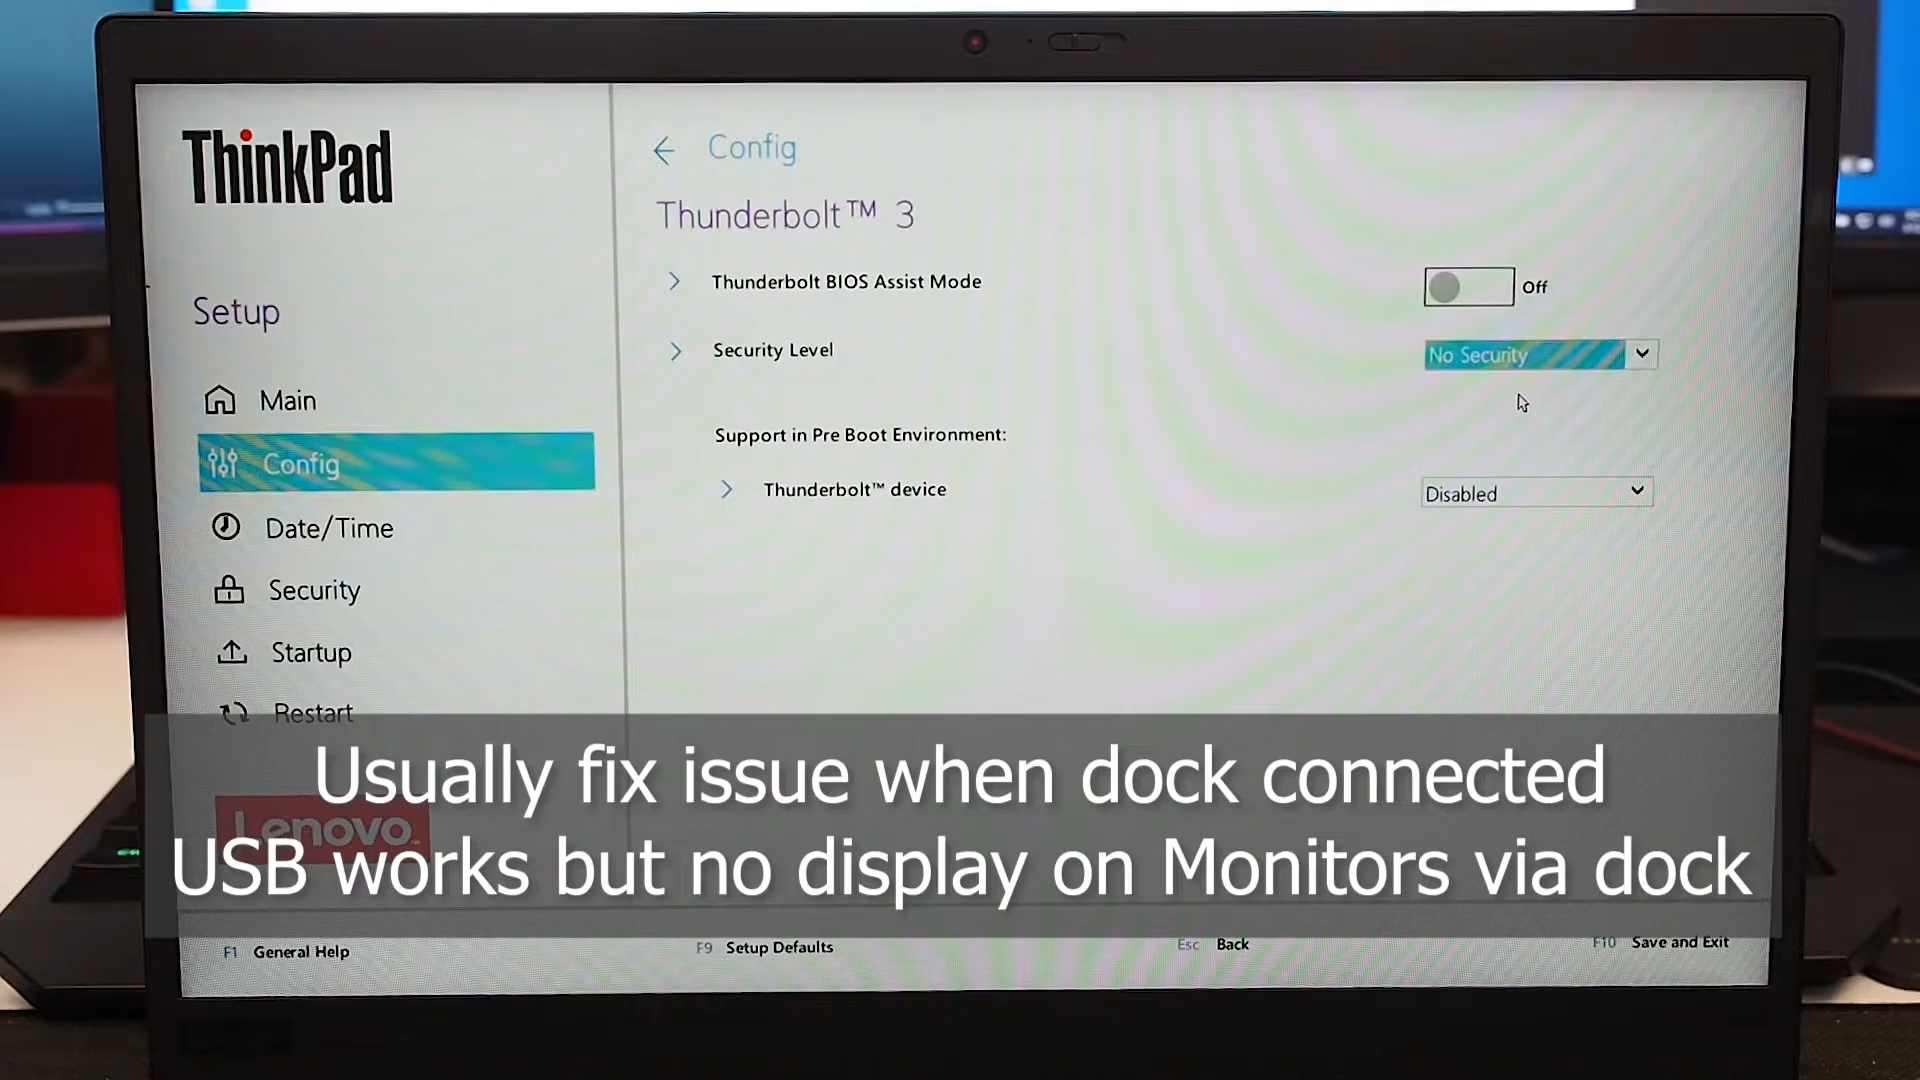 ThinkPad
Setup
Main
Config
Date/Time
Security
Startup
Restart
Lenovo
Config
Thunderbolt™ 3
Thunderbolt BIOS Assist Mode
Off
Security Level
No Security
Support in Pre Boot Environment:
Thunderbolt™ device
Disabled
Usually fix issue when dock connected
USB works but no display on Monitors via dock
F1 General Help
F9 Setup Defaults
Esc Back
F10 Save and Exit